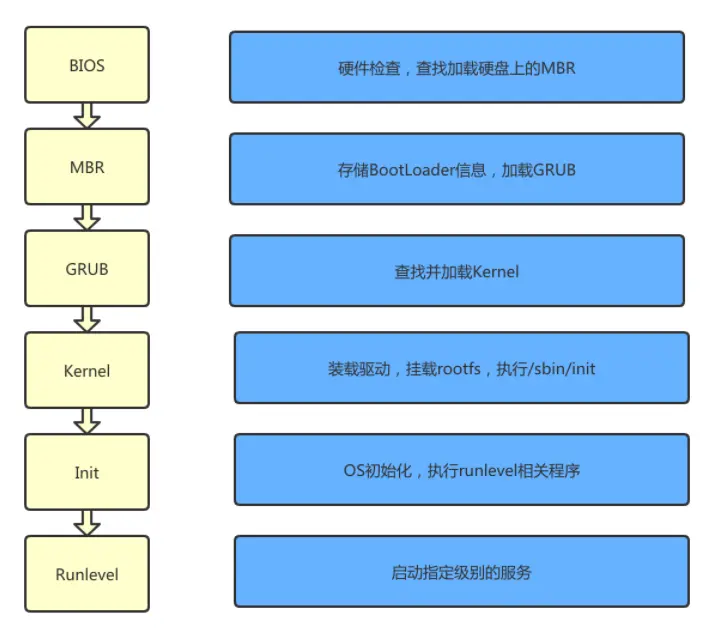 BIOS
硬件检查，查找加载硬盘上的MBR
MBR
存储BootLoader信息，加载GRUB
GRUB
查找并加载Kernel
Kernel
装载驱动，挂载rootfs，执行/sbin/init
Init
OS初始化，执行runlevel相关程序
Runlevel
启动指定级别的服务